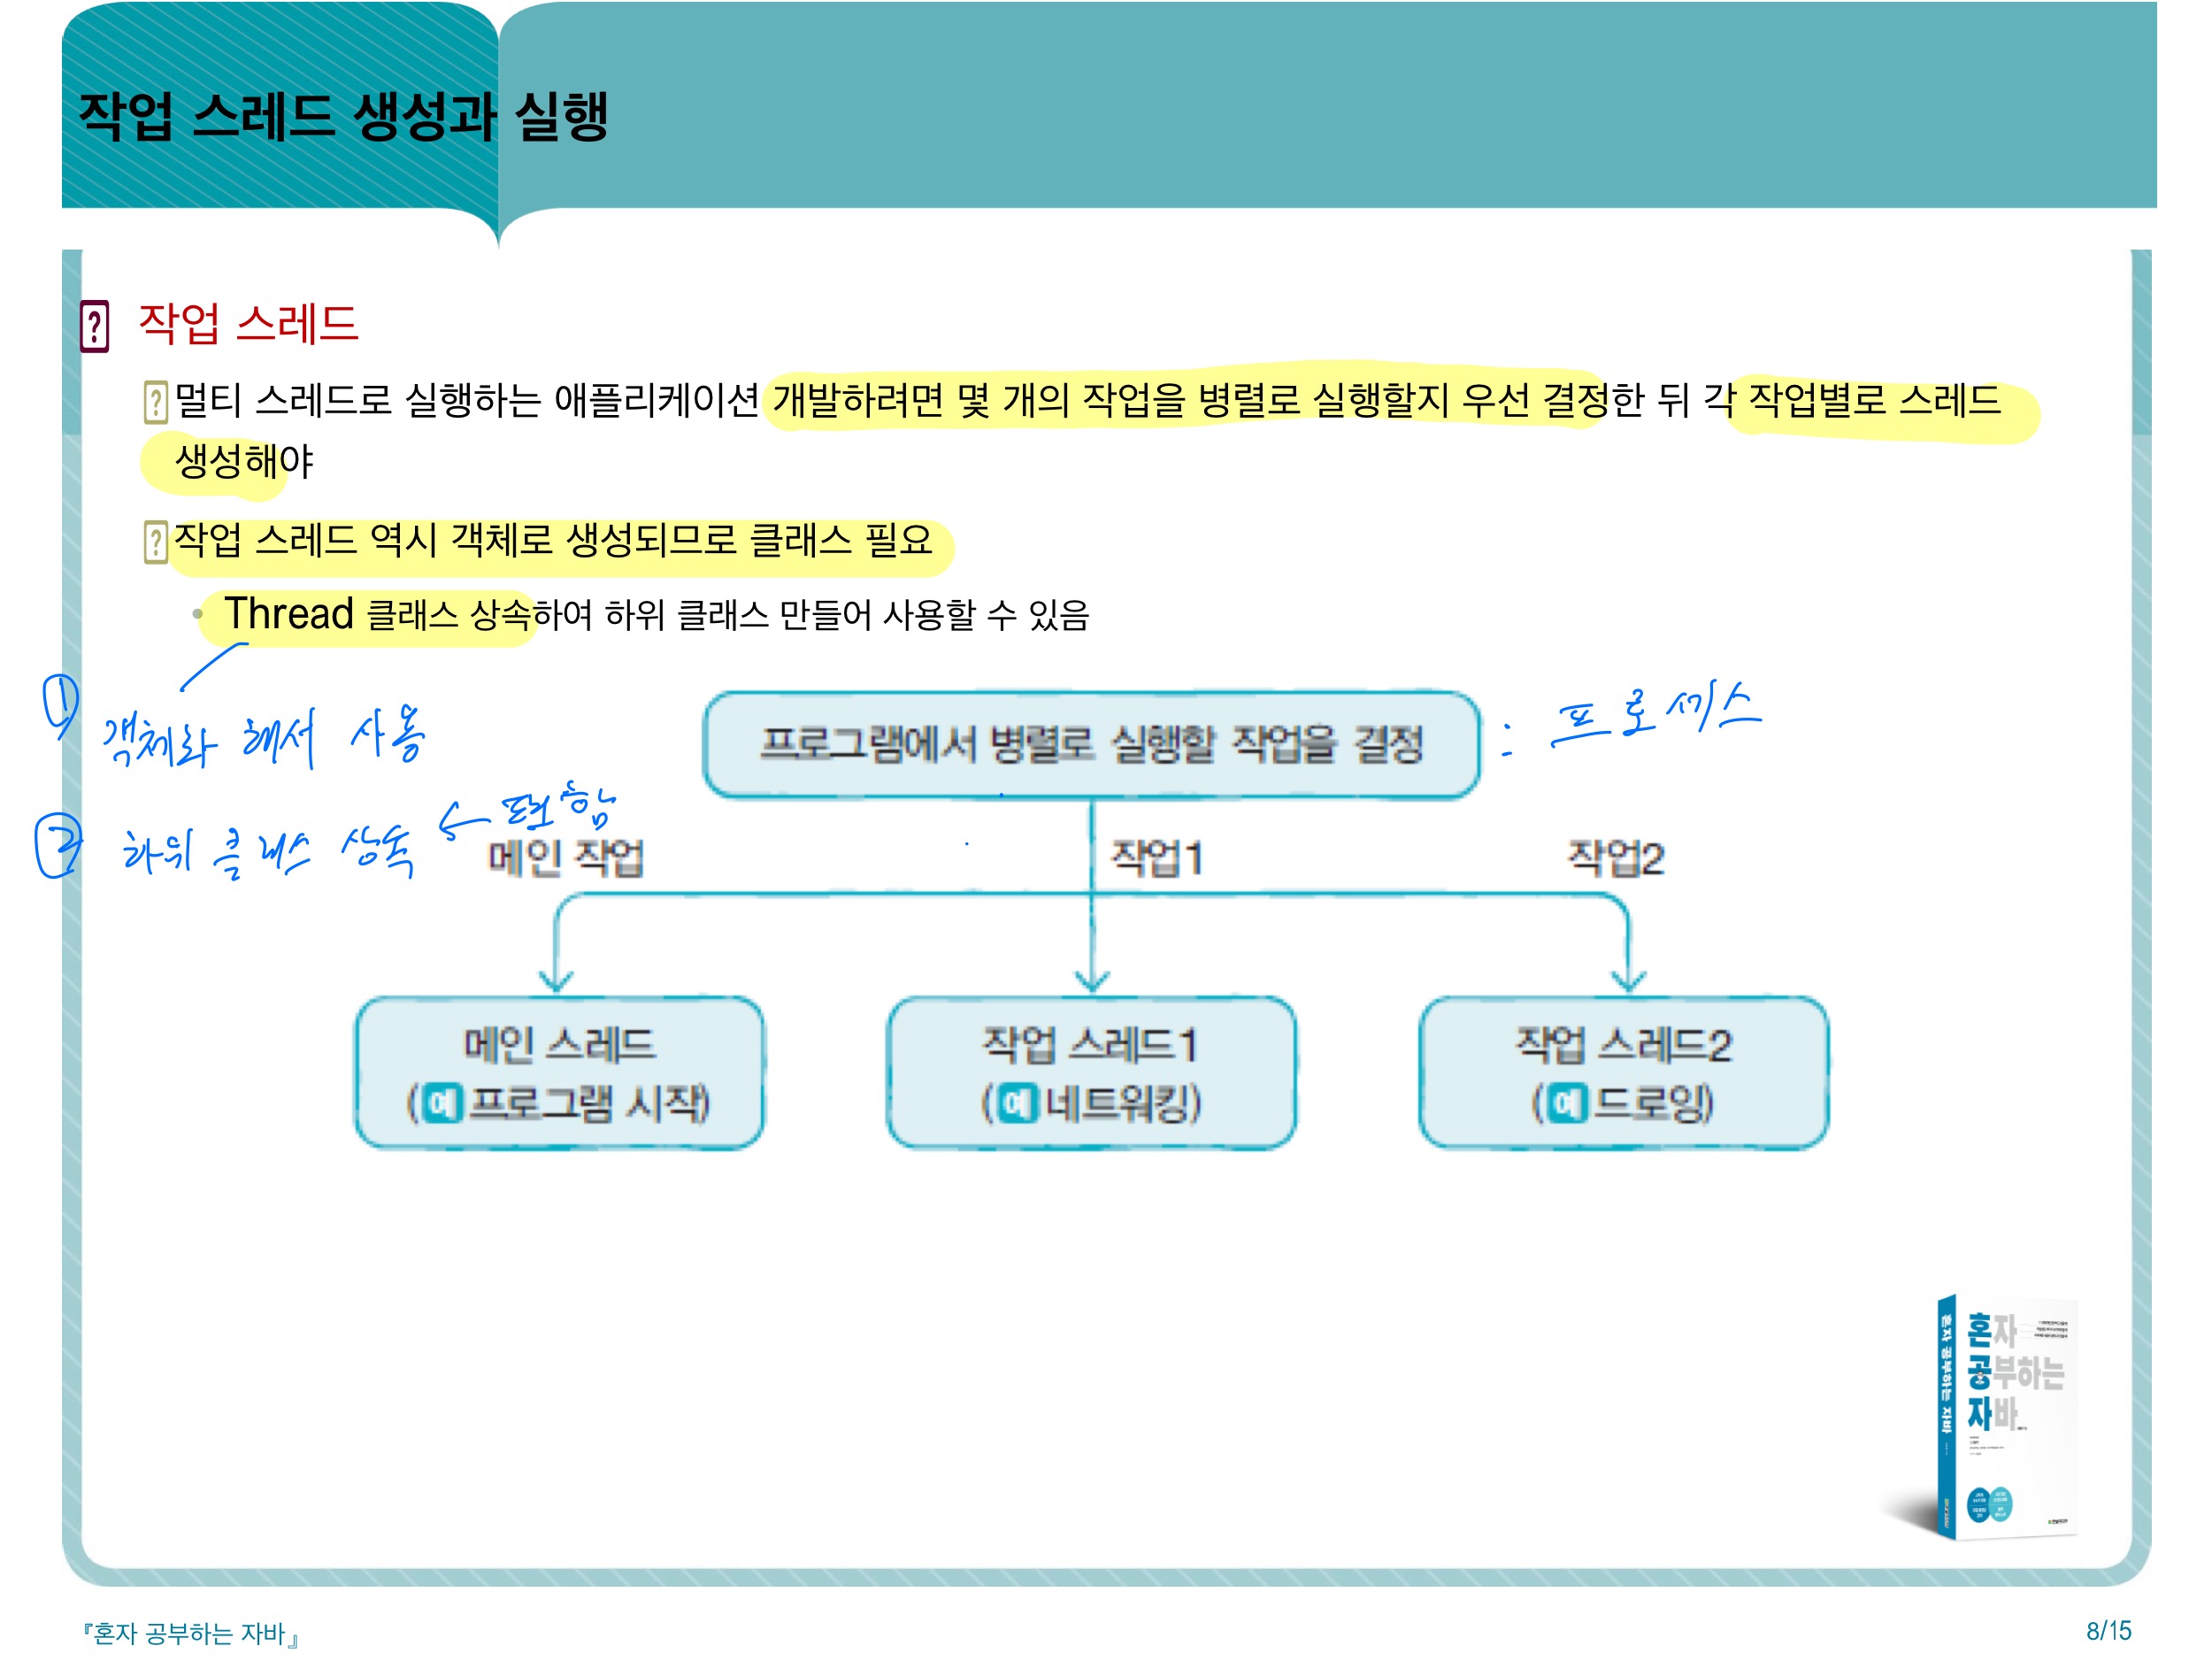 작업 스레드 생성과 실행
작업 스레드
멀티 스레드로 실행하는 애플리케이션 개발하려면 몇 개의 작업을 병렬로 실행할지 우선 결정한 뒤 각 작업별로 스레드
생성해야
작업 스레드 역시 객체로 생성되므로 클래스 필요
• Thread 클래스 상속하여 하위 클래스 만들어 사용할 수 있음
① 객체화 해서 사용
② 하위 클래스 상속 ←
프로그램에서 병렬로 실행할 작업을 결정 : 프로세스
메인 작업 작업1 작업2
메인 스레드 작업 스레드1 작업 스레드2
(예 프로그램 시작) (예 네트워킹) (예 드로잉)
혼자 공부하는 자바
혼자
공부하는
자바
『혼자 공부하는 자바』 8/15